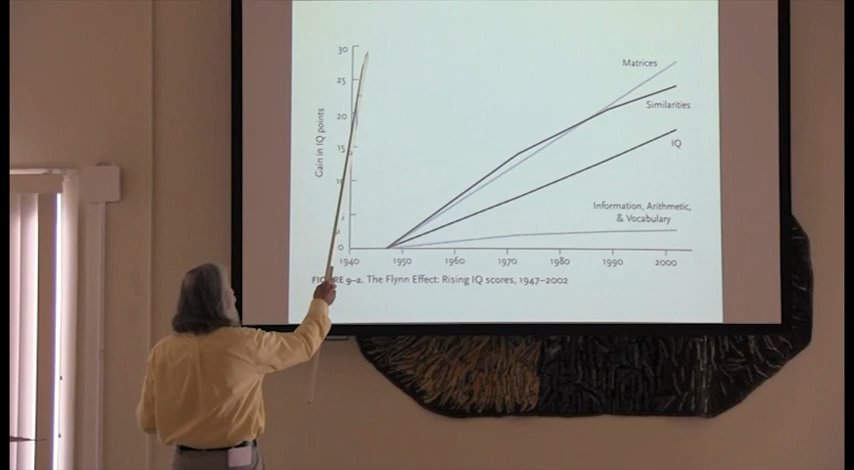 30
25
20
15
10
0
Gain in IQ points
Matrices
Similarities
IQ
Information, Arithmetic,
& Vocabulary
1940 1950 1960 1970 1980 1990 2000
9–2. The Flynn Effect: Rising IQ scores, 1947–2002